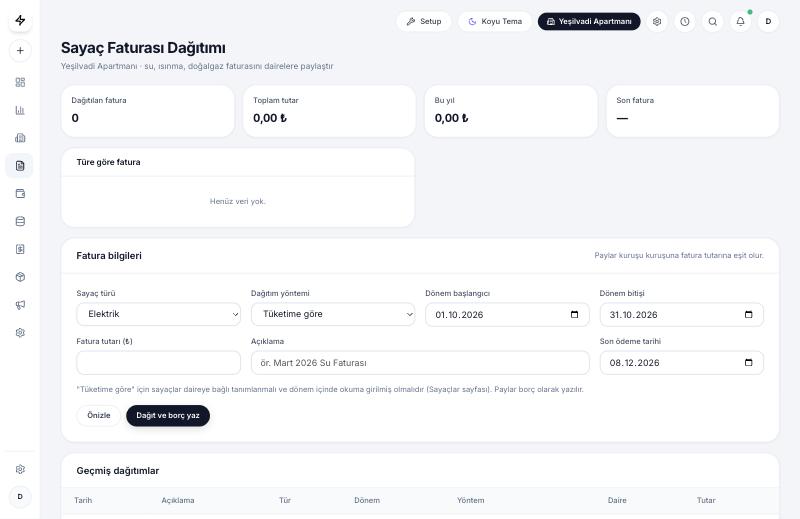 Setup
Koyu Tema
Yeşilvadi Apartmanı
D
Sayaç Faturası Dağıtımı
Yeşilvadi Apartmanı · su, ısınma, doğalgaz faturasını dairelere paylaştır
Dağıtılan fatura
0
Toplam tutar
0,00 ₺
Bu yıl
0,00 ₺
Son fatura
—
Türe göre fatura
Henüz veri yok.
Fatura bilgileri
Paylar kuruşu kuruşuna fatura tutarına eşit olur.
Sayaç türü
Dağıtım yöntemi
Dönem başlangıcı
Dönem bitişi
Elektrik
Tüketime göre
01.10.2026
31.10.2026
Fatura tutarı (₺)
Açıklama
Son ödeme tarihi
ör. Mart 2026 Su Faturası
08.12.2026
"Tüketime göre" için sayaçlar daireye bağlı tanımlanmalı ve dönem içinde okuma girilmiş olmalıdır (Sayaçlar sayfası). Paylar borç olarak yazılır.
Önizle
Dağıt ve borç yaz
Geçmiş dağıtımlar
Tarih
Açıklama
Tür
Dönem
Yöntem
Daire
Tutar
D